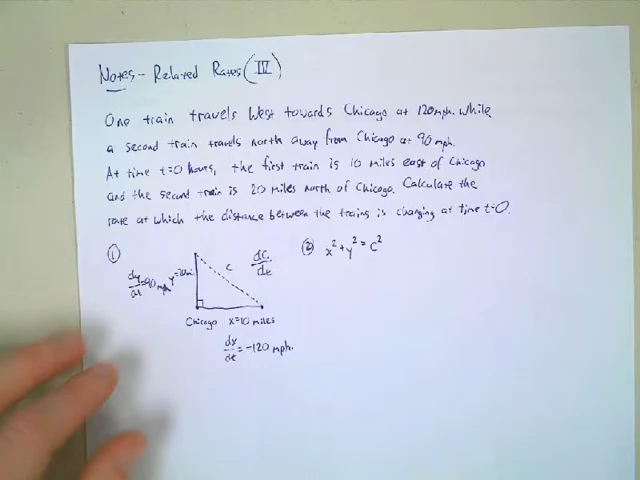 Notes - Related Rates (IV)
One train travels West towards Chicago at 120mph. while
a second train travels north away from Chicago at 90 mph.
At time t=0 hours, the first train is 10 miles east of Chicago
and the second train is 20 miles north of Chicago. Calculate the
rate at which the distance between the trains is changing at time t=0.
① dy/dt=90 mph y=20mi. c dC/dt
Chicago x=10 miles
dx/dt=-120 mph.
② x²+y²=c²